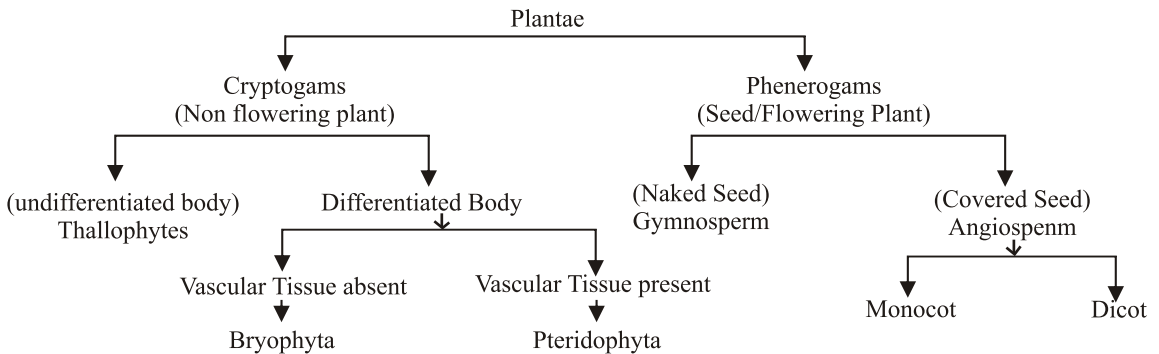 Plantae
Cryptogams
(Non flowering plant)
Phenerogams
(Seed/Flowering Plant)
(undifferentiated body)
Thallophytes
Differentiated Body
(Naked Seed)
Gymnosperm
(Covered Seed)
Angiospenm
Vascular Tissue absent
Vascular Tissue present
Monocot
Dicot
Bryophyta
Pteridophyta